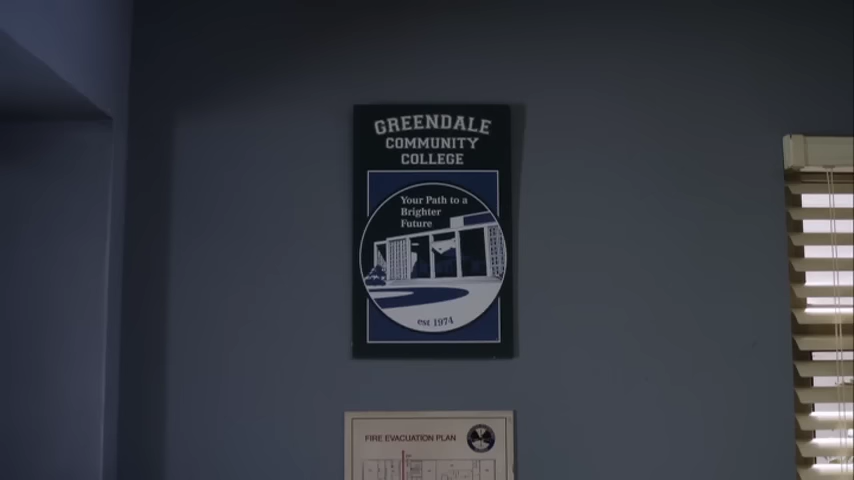 GREENDALE
COMMUNITY
COLLEGE
Your Path to a
Brighter
Future
est 1974
FIRE EVACUATION PLAN